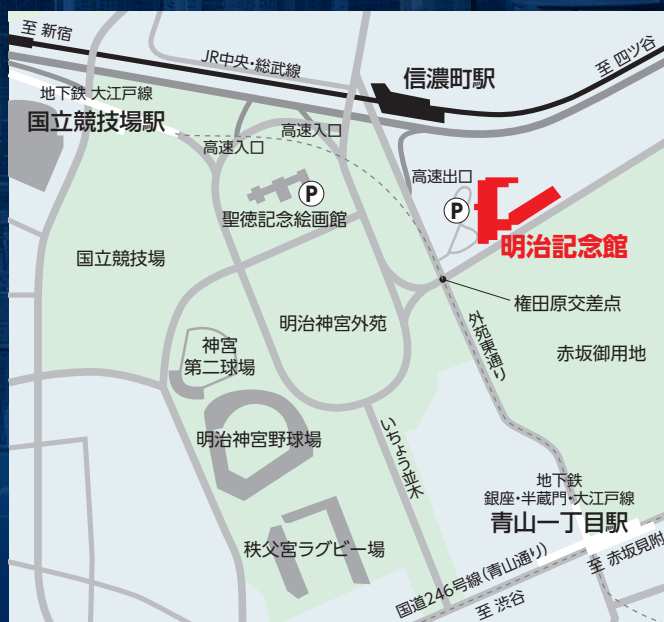 至 新宿
JR中央・総武線
信濃町駅
至 四ツ谷
地下鉄 大江戸線
国立競技場駅
高速入口
高速入口
高速出口
P
P
聖徳記念絵画館
明治記念館
国立競技場
権田原交差点
明治神宮外苑
外苑東通り
神宮
第二球場
赤坂御用地
明治神宮野球場
いちょう並木
地下鉄
銀座・半蔵門・大江戸線
青山一丁目駅
秩父宮ラグビー場
国道246号線(青山通り)
至 渋谷
至 赤坂見附